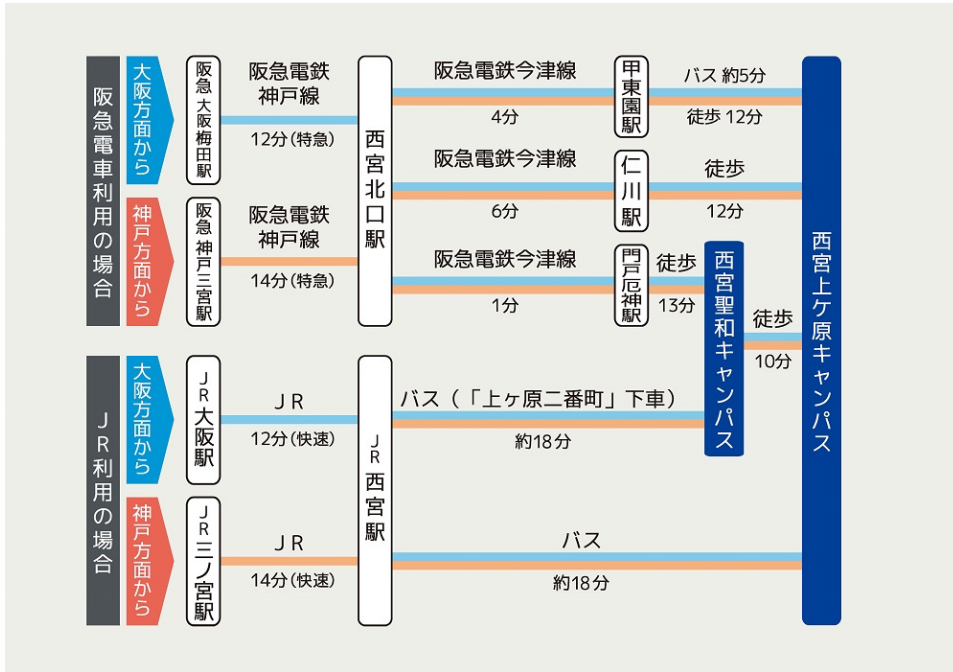 阪急電車利用の場合
大阪方面から
阪急 大阪梅田駅
阪急電鉄
神戸線
12分(特急)
神戸方面から
阪急 神戸三宮駅
阪急電鉄
神戸線
14分(特急)
西宮北口駅
阪急電鉄今津線
4分
甲東園駅
バス 約5分
徒歩 12分
阪急電鉄今津線
6分
仁川駅
徒歩
12分
阪急電鉄今津線
1分
門戸厄神駅
徒歩
13分
西宮聖和キャンパス
徒歩
10分
西宮上ケ原キャンパス
JR利用の場合
大阪方面から
JR大阪駅
JR
12分(快速)
神戸方面から
JR三ノ宮駅
JR
14分(快速)
JR西宮駅
バス(「上ヶ原二番町」下車)
約18分
バス
約18分